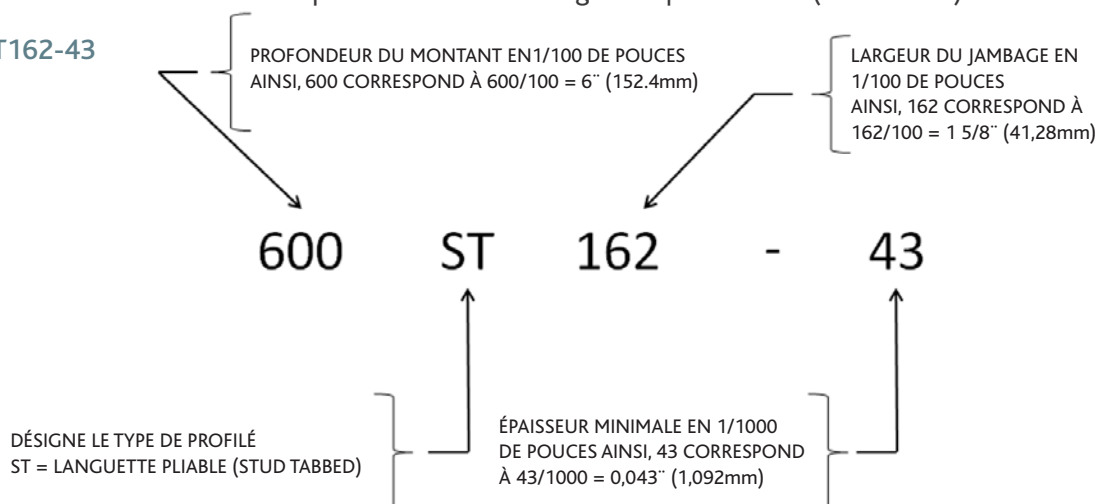 T162-43
PROFONDEUR DU MONTANT EN1/100 DE POUCES
AINSI, 600 CORRESPOND À 600/100 = 6¨ (152.4mm)
LARGEUR DU JAMBAGE EN
1/100 DE POUCES
AINSI, 162 CORRESPOND À
162/100 = 1 5/8¨ (41,28mm)
600 ST 162 - 43
DÉSIGNE LE TYPE DE PROFILÉ
ST = LANGUETTE PLIABLE (STUD TABBED)
ÉPAISSEUR MINIMALE EN 1/1000
DE POUCES AINSI, 43 CORRESPOND
À 43/1000 = 0,043¨ (1,092mm)